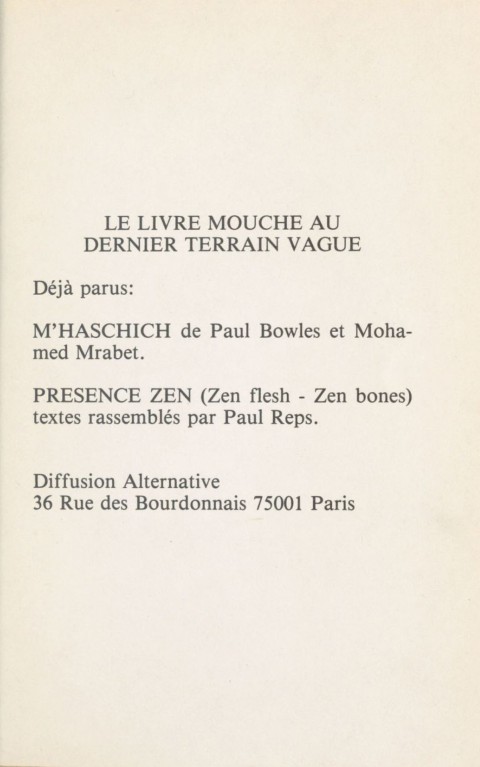 LE LIVRE MOUCHE AU
DERNIER TERRAIN VAGUE
Déjà parus:
M'HASCHICH de Paul Bowles et Moha-
med Mrabet.
PRESENCE ZEN (Zen flesh - Zen bones)
textes rassemblés par Paul Reps.
Diffusion Alternative
36 Rue des Bourdonnais 75001 Paris